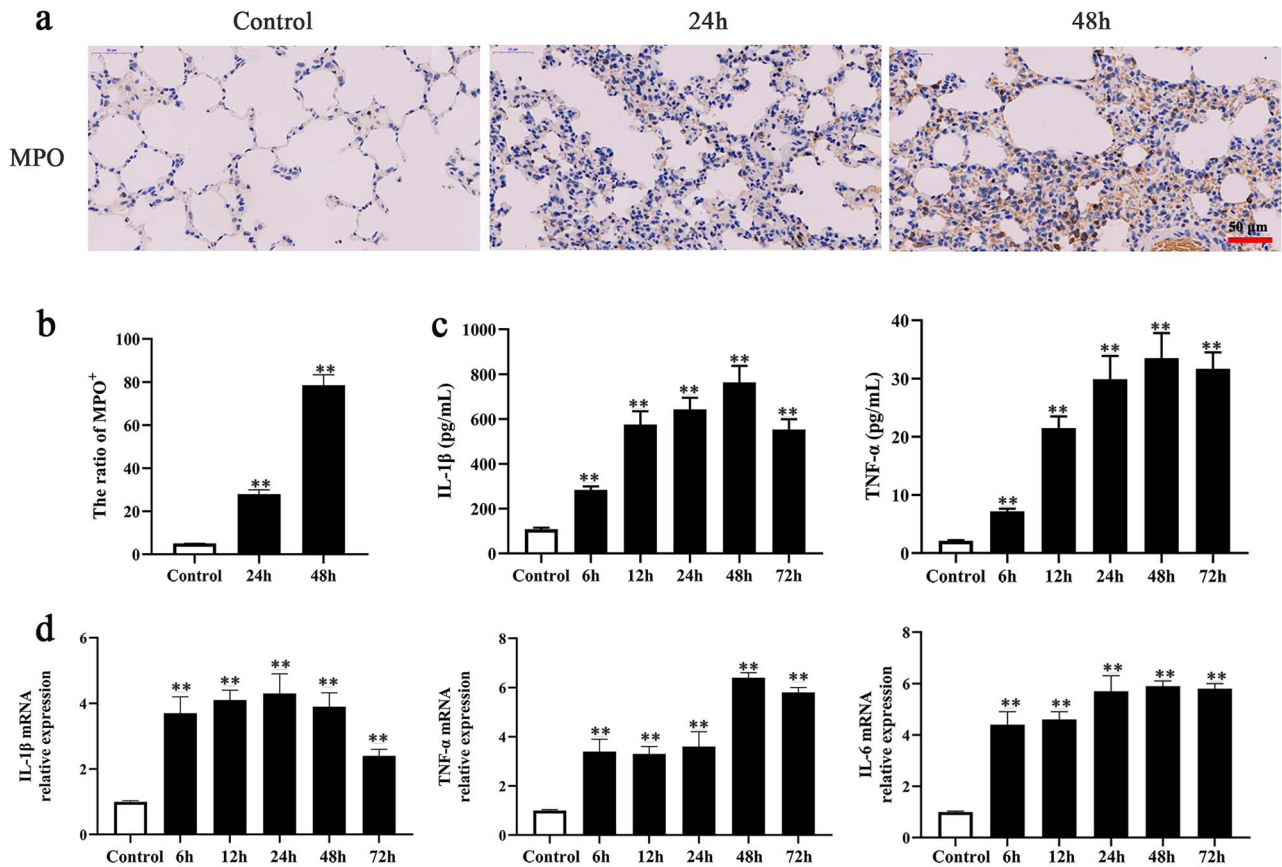 a
Control
24h
48h
MPO
50 μm
b
The ratio of MPO+
100
80
60
40
20
0
**
**
Control 24h 48h
c
IL-1β (pg/mL)
1000
800
600
400
200
0
**
**
**
**
**
Control 6h 12h 24h 48h 72h
TNF-α (pg/mL)
40
30
20
10
0
**
**
**
**
**
Control 6h 12h 24h 48h 72h
d
IL-1β mRNA
relative expression
6
4
2
0
**
**
**
**
**
Control 6h 12h 24h 48h 72h
TNF-α mRNA
relative expression
8
6
4
2
0
**
**
**
**
**
Control 6h 12h 24h 48h 72h
IL-6 mRNA
relative expression
8
6
4
2
0
**
**
**
**
**
Control 6h 12h 24h 48h 72h